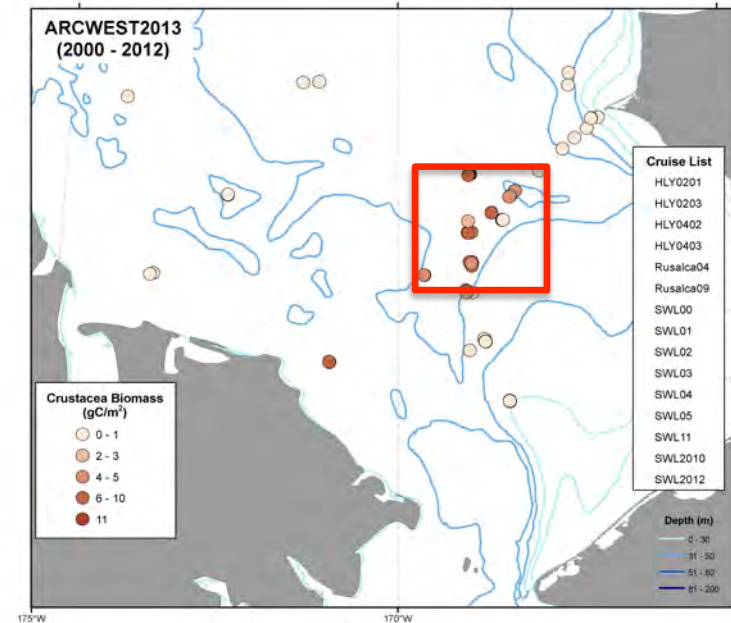 ARCWEST2013
(2000 - 2012)
Cruise List
HLY0201
HLY0203
HLY0402
HLY0403
Rusalca04
Rusalca09
SWL00
SWL01
SWL02
SWL03
SWL04
SWL05
SWL11
SWL2010
SWL2012
Crustacea Biomass
(gC/m²)
0 - 1
2 - 3
4 - 5
6 - 10
11
Depth (m)
0 - 30
31 - 50
51 - 80
81 - 200
175°W
170°W